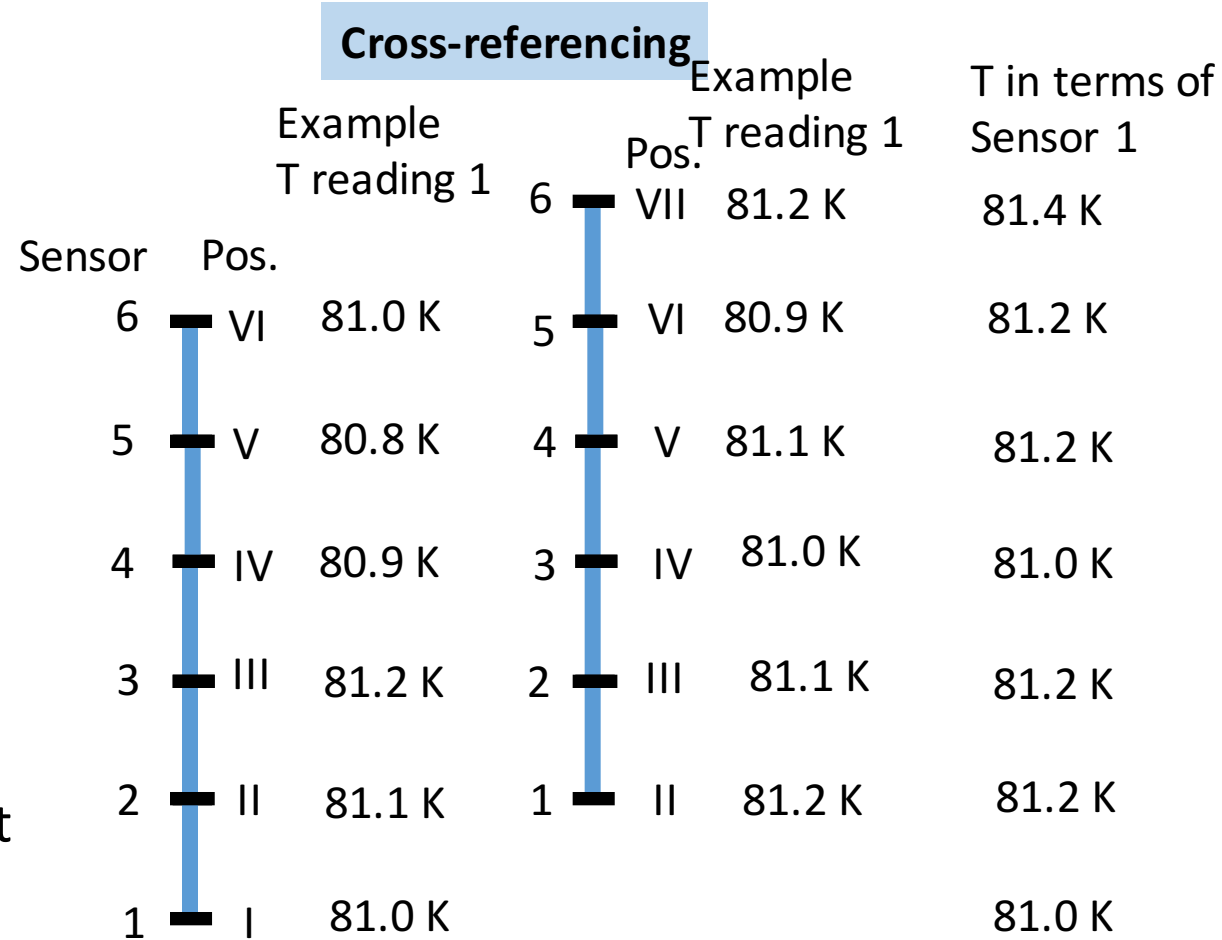 Cross-referencing
Example
T reading 1
Example
T reading 1
T in terms of
Sensor 1
Pos.
6 VII 81.2 K 81.4 K
Sensor Pos.
6 VI 81.0 K 5 VI 80.9 K 81.2 K
5 V 80.8 K 4 V 81.1 K 81.2 K
4 IV 80.9 K 3 IV 81.0 K 81.0 K
3 III 81.2 K 2 III 81.1 K 81.2 K
2 II 81.1 K 1 II 81.2 K 81.2 K
t
1 I 81.0 K 81.0 K